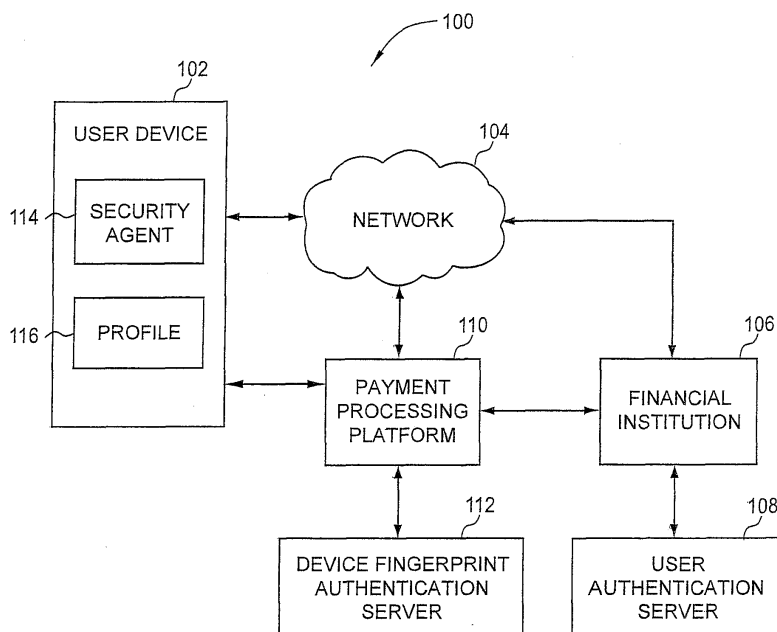 100
102
USER DEVICE
104
114
SECURITY
AGENT
NETWORK
116
PROFILE
110
106
PAYMENT
PROCESSING
PLATFORM
FINANCIAL
INSTITUTION
112
108
DEVICE FINGERPRINT
AUTHENTICATION
SERVER
USER
AUTHENTICATION
SERVER